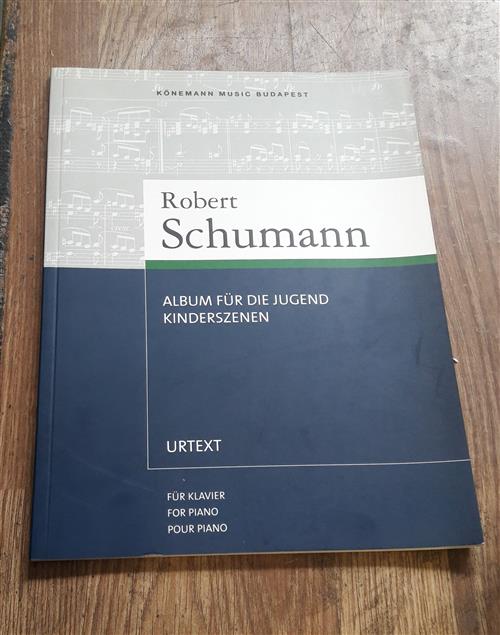 KÖNEMANN MUSIC BUDAPEST
Robert
Schumann
ALBUM FÜR DIE JUGEND
KINDERSZENEN
URTEXT
FÜR KLAVIER
FOR PIANO
POUR PIANO